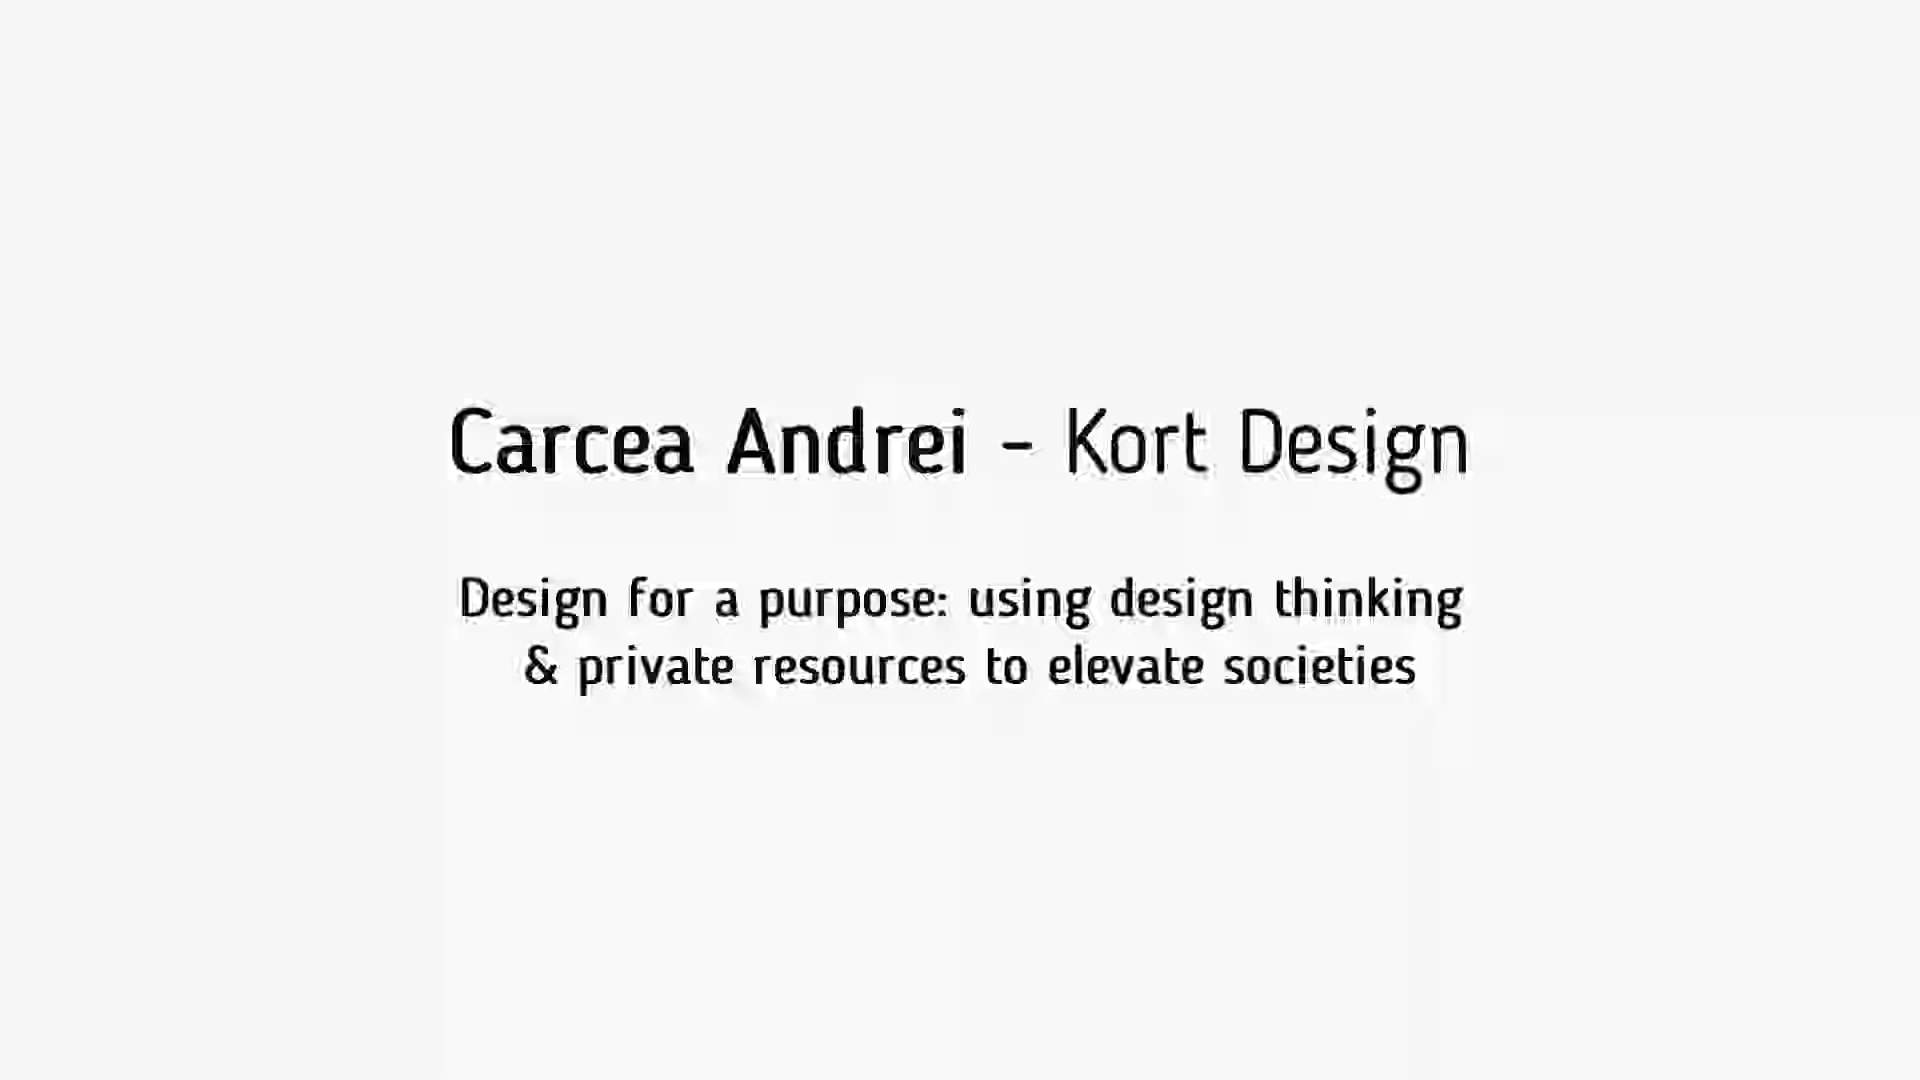 Carcea Andrei - Kort Design
Design for a purpose: using design thinking
& private resources to elevate societies